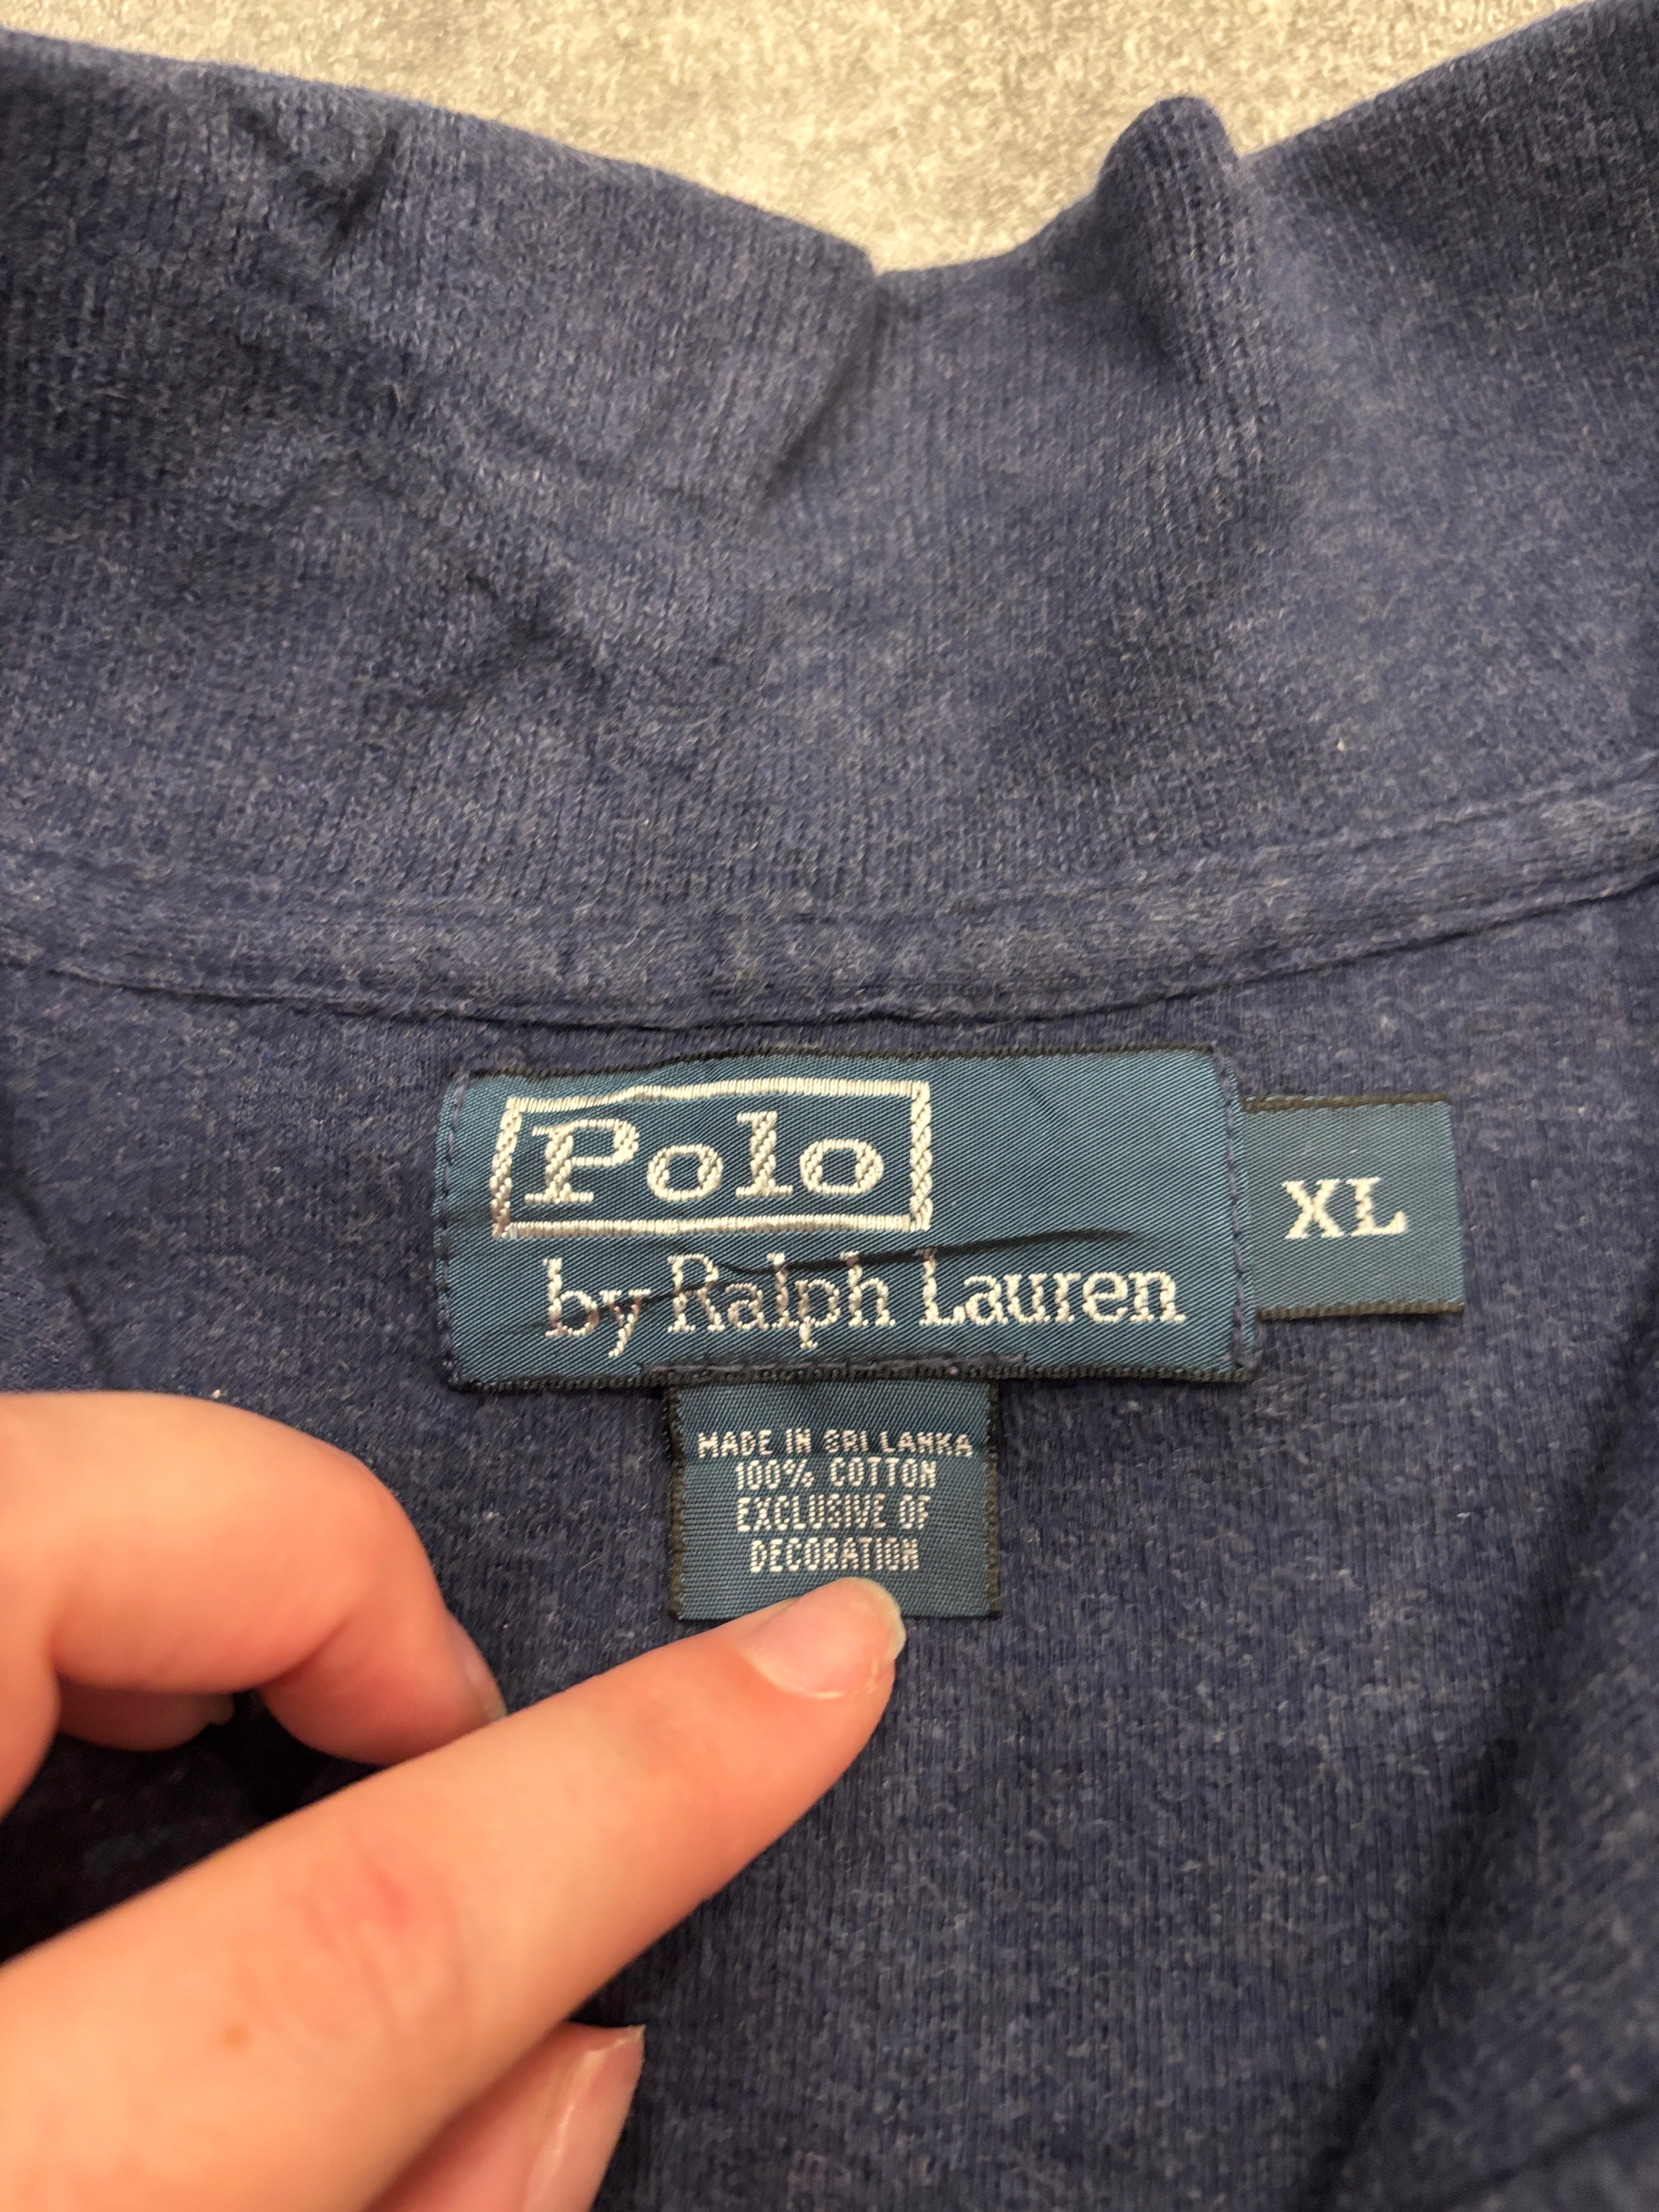 Polo
by Ralph Lauren
XL
MADE IN SRI LANKA
100% COTTON
EXCLUSIVE OF
DECORATION